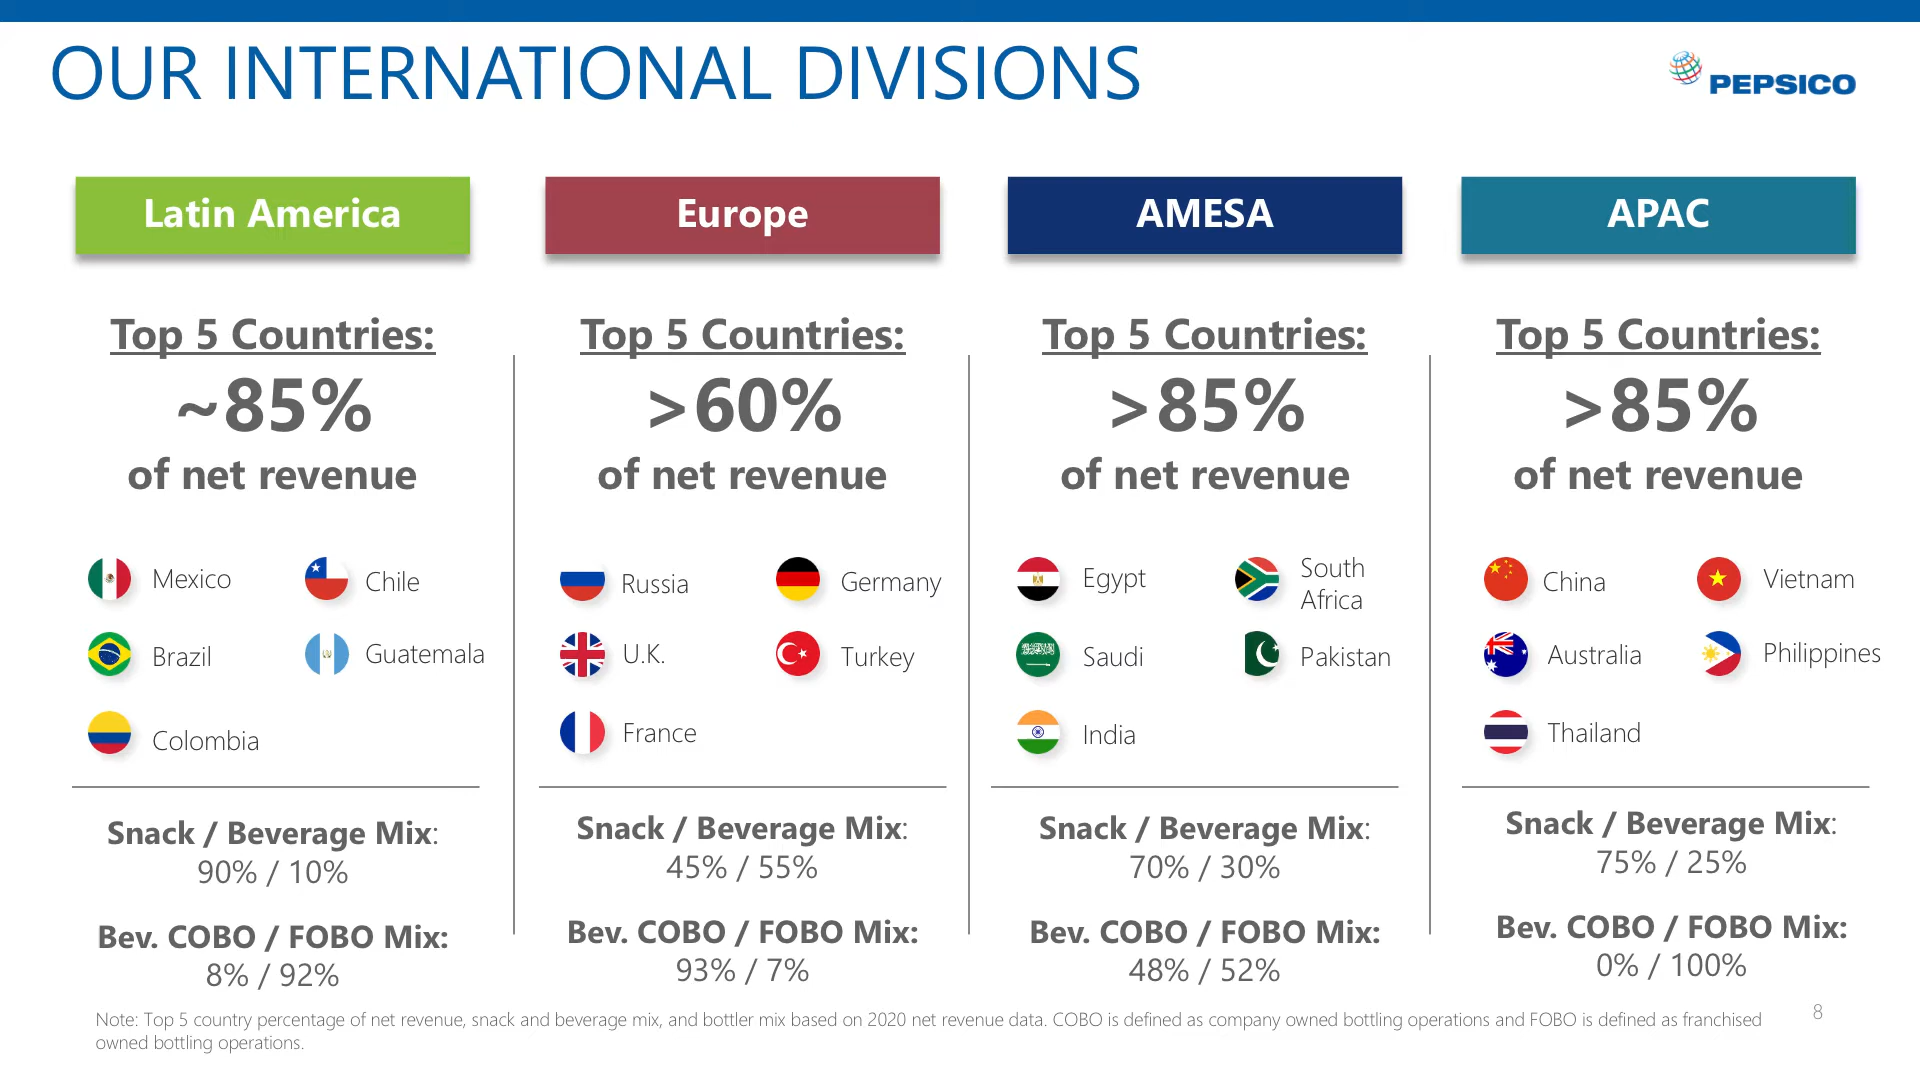 OUR INTERNATIONAL DIVISIONS
PEPSICO
Latin America
Top 5 Countries:
~85%
of net revenue
Mexico
Chile
Brazil
Guatemala
Colombia
Snack / Beverage Mix:
90% / 10%
Bev. COBO / FOBO Mix:
8% / 92%
Europe
Top 5 Countries:
>60%
of net revenue
Russia
Germany
U.K.
Turkey
France
Snack / Beverage Mix:
45% / 55%
Bev. COBO / FOBO Mix:
93% / 7%
AMESA
Top 5 Countries:
>85%
of net revenue
Egypt
South
Africa
Saudi
Pakistan
India
Snack / Beverage Mix:
70% / 30%
Bev. COBO / FOBO Mix:
48% / 52%
APAC
Top 5 Countries:
>85%
of net revenue
China
Vietnam
Australia
Philippines
Thailand
Snack / Beverage Mix:
75% / 25%
Bev. COBO / FOBO Mix:
0% / 100%
Note: Top 5 country percentage of net revenue, snack and beverage mix, and bottler mix based on 2020 net revenue data. COBO is defined as company owned bottling operations and FOBO is defined as franchised
owned bottling operations.
8